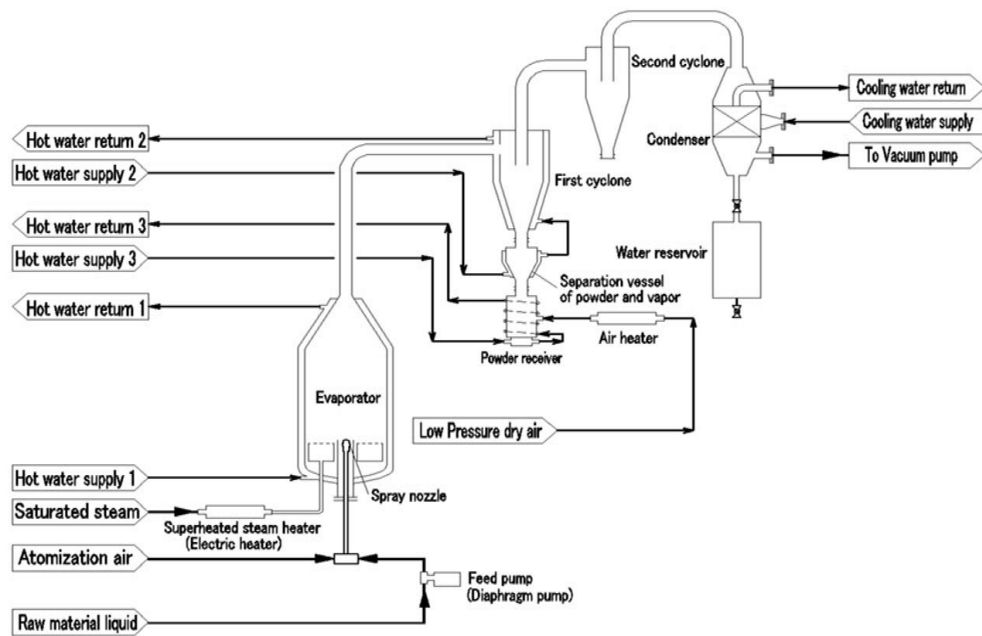 Second cyclone
Cooling water return
Cooling water supply
Condenser
To Vacuum pump
Hot water return 2
Hot water supply 2
First cyclone
Hot water return 3
Hot water supply 3
Water reservoir
Separation vessel
of powder and vapor
Hot water return 1
Air heater
Powder receiver
Evaporator
Low Pressure dry air
Hot water supply 1
Spray nozzle
Saturated steam
Superheated steam heater
(Electric heater)
Atomization air
Feed pump
(Diaphragm pump)
Raw material liquid